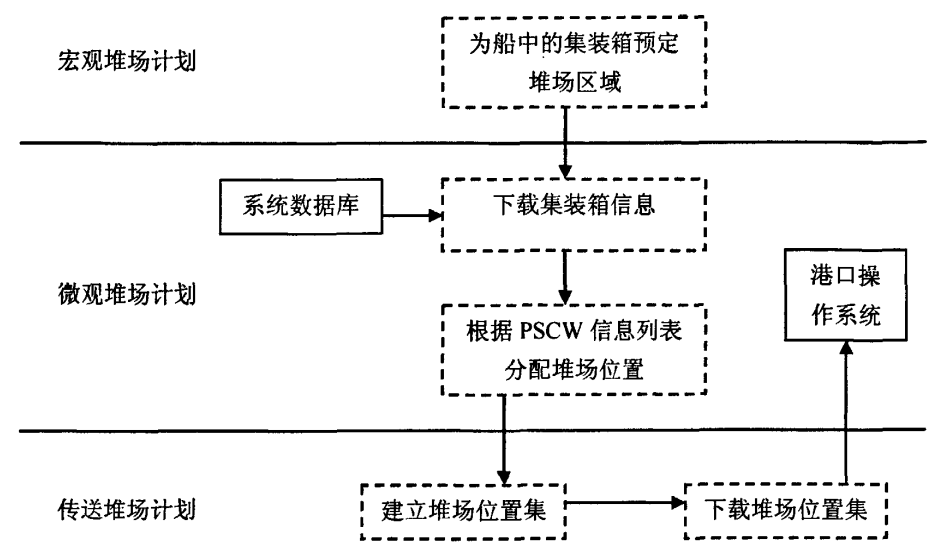 为船中的集装箱预定
堆场区域
宏观堆场计划
系统数据库
下载集装箱信息
港口操
作系统
微观堆场计划
根据 PSCW 信息列表
分配堆场位置
传送堆场计划
建立堆场位置集
下载堆场位置集